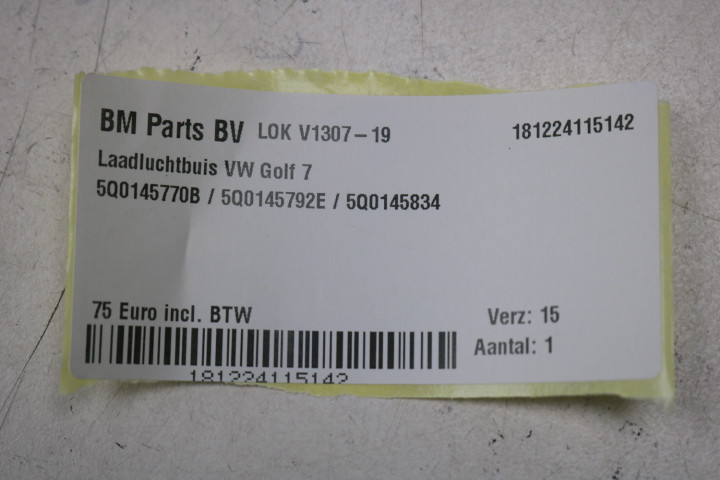 BM Parts BV LOK V1307-19 181224115142
Laadluchtbuis VW Golf 7
5Q0145770B / 5Q0145792E / 5Q0145834
75 Euro incl. BTW Verz: 15
Aantal: 1
181224115142